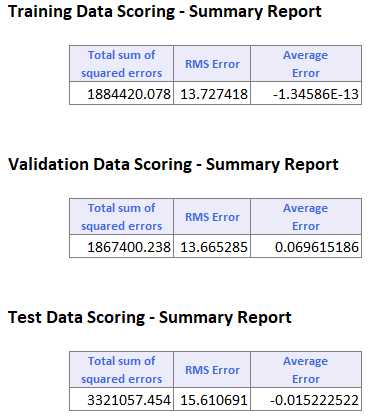 Training Data Scoring - Summary Report
Total sum of squared errors RMS Error Average Error
1884420.078 13.727418 -1.34586E-13
Validation Data Scoring - Summary Report
Total sum of squared errors RMS Error Average Error
1867400.238 13.665285 0.069615186
Test Data Scoring - Summary Report
Total sum of squared errors RMS Error Average Error
3321057.454 15.610691 -0.015222522